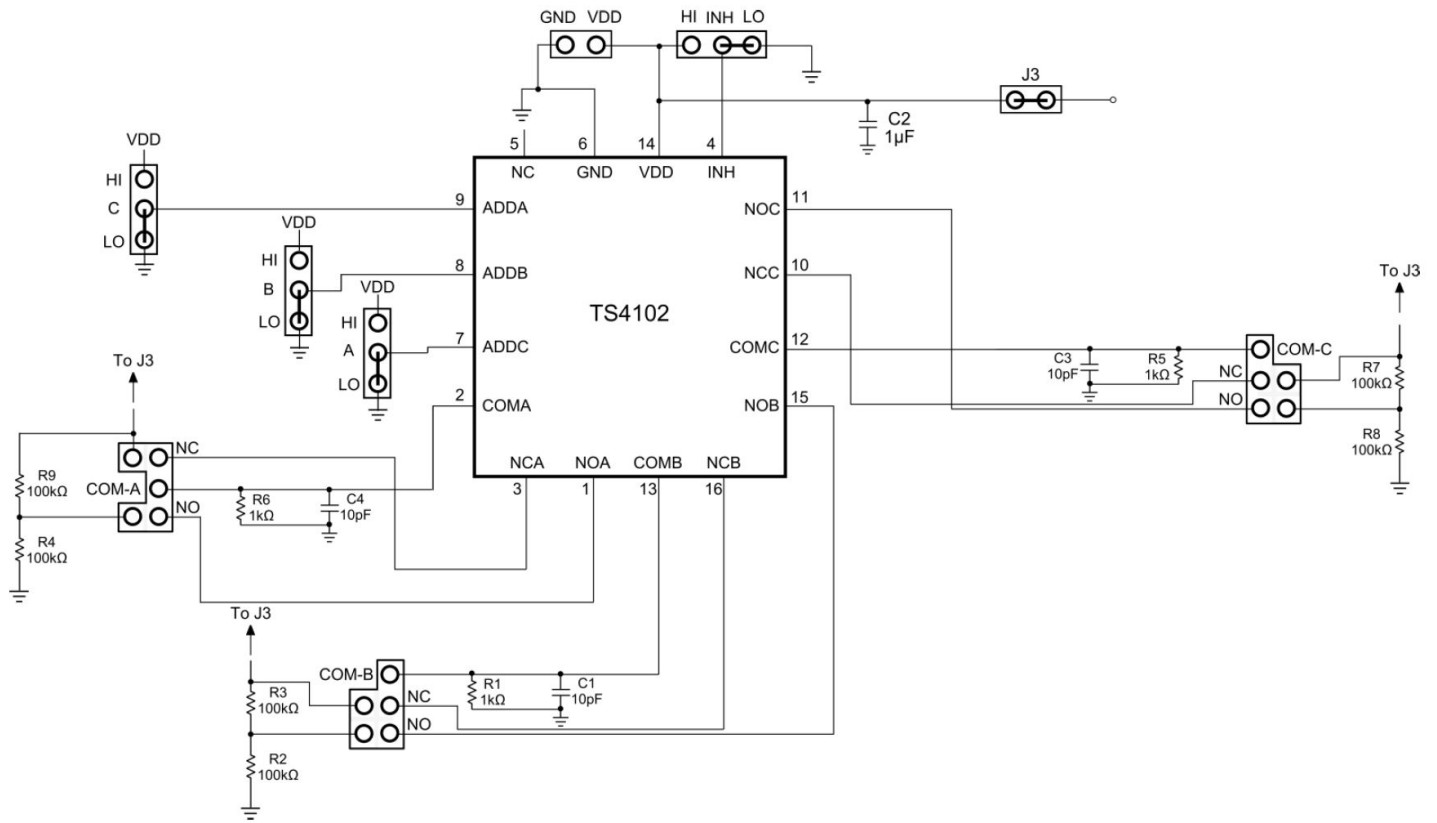 GND VDD
HI INH LO
J3
C2
1µF
VDD
HI
C
LO
5
6
14
4
NC
GND
VDD
INH
9
ADDA
NOC
11
VDD
HI
B
LO
8
ADDB
NCC
10
VDD
HI
A
LO
7
ADDC
TS4102
COMC
12
2
COMA
NOB
15
NCA
NOA
COMB
NCB
3
1
13
16
To J3
C3
10pF
R5
1kΩ
COM-C
NC
NO
R7
100kΩ
R8
100kΩ
To J3
NC
COM-A
NO
R9
100kΩ
R4
100kΩ
R6
1kΩ
C4
10pF
To J3
COM-B
NC
NO
R3
100kΩ
R2
100kΩ
R1
1kΩ
C1
10pF